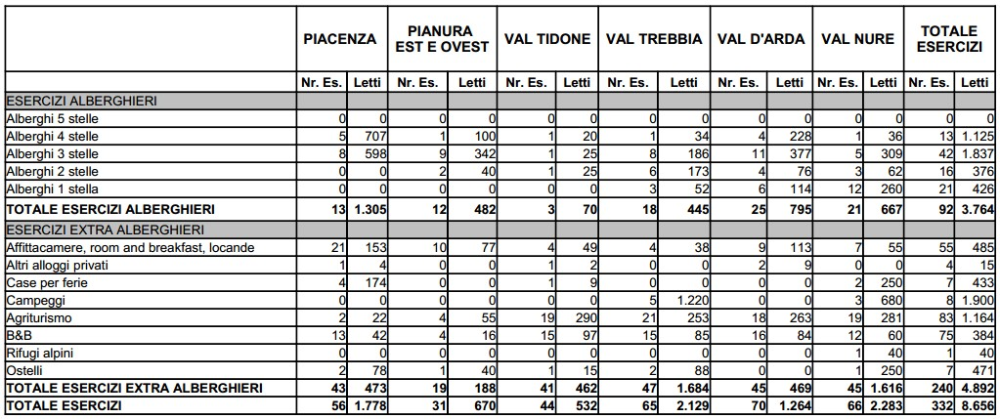 PIACENZA PIANURA EST E OVEST VAL TIDONE VAL TREBBIA VAL D'ARDA VAL NURE TOTALE ESERCIZI
Nr. Es. Letti Nr. Es. Letti Nr. Es. Letti Nr. Es. Letti Nr. Es. Letti Nr. Es. Letti Nr. Es. Letti
ESERCIZI ALBERGHIERI
Alberghi 5 stelle 0 0 0 0 0 0 0 0 0 0 0 0 0 0
Alberghi 4 stelle 5 707 1 100 1 20 1 34 4 228 1 36 13 1.125
Alberghi 3 stelle 8 598 9 342 1 25 8 186 11 377 5 309 42 1.837
Alberghi 2 stelle 0 0 2 40 1 25 6 173 4 76 3 62 16 376
Alberghi 1 stella 0 0 0 0 0 0 3 52 6 114 12 260 21 426
TOTALE ESERCIZI ALBERGHIERI 13 1.305 12 482 3 70 18 445 25 795 21 667 92 3.764
ESERCIZI EXTRA ALBERGHIERI
Affittacamere, room and breakfast, locande 21 153 10 77 4 49 4 38 9 113 7 55 55 485
Altri alloggi privati 1 4 0 0 1 2 0 0 2 9 0 0 4 15
Case per ferie 4 174 0 0 1 9 0 0 0 0 2 250 7 433
Campeggi 0 0 0 0 0 0 5 1.220 0 0 3 680 8 1.900
Agriturismo 2 22 4 55 19 290 21 253 18 263 19 281 83 1.164
B&B 13 42 4 16 15 97 15 85 16 84 12 60 75 384
Rifugi alpini 0 0 0 0 0 0 0 0 0 0 1 40 1 40
Ostelli 2 78 1 40 1 15 2 88 0 0 1 250 7 471
TOTALE ESERCIZI EXTRA ALBERGHIERI 43 473 19 188 41 462 47 1.684 45 469 45 1.616 240 4.892
TOTALE ESERCIZI 56 1.778 31 670 44 532 65 2.129 70 1.264 66 2.283 332 8.656